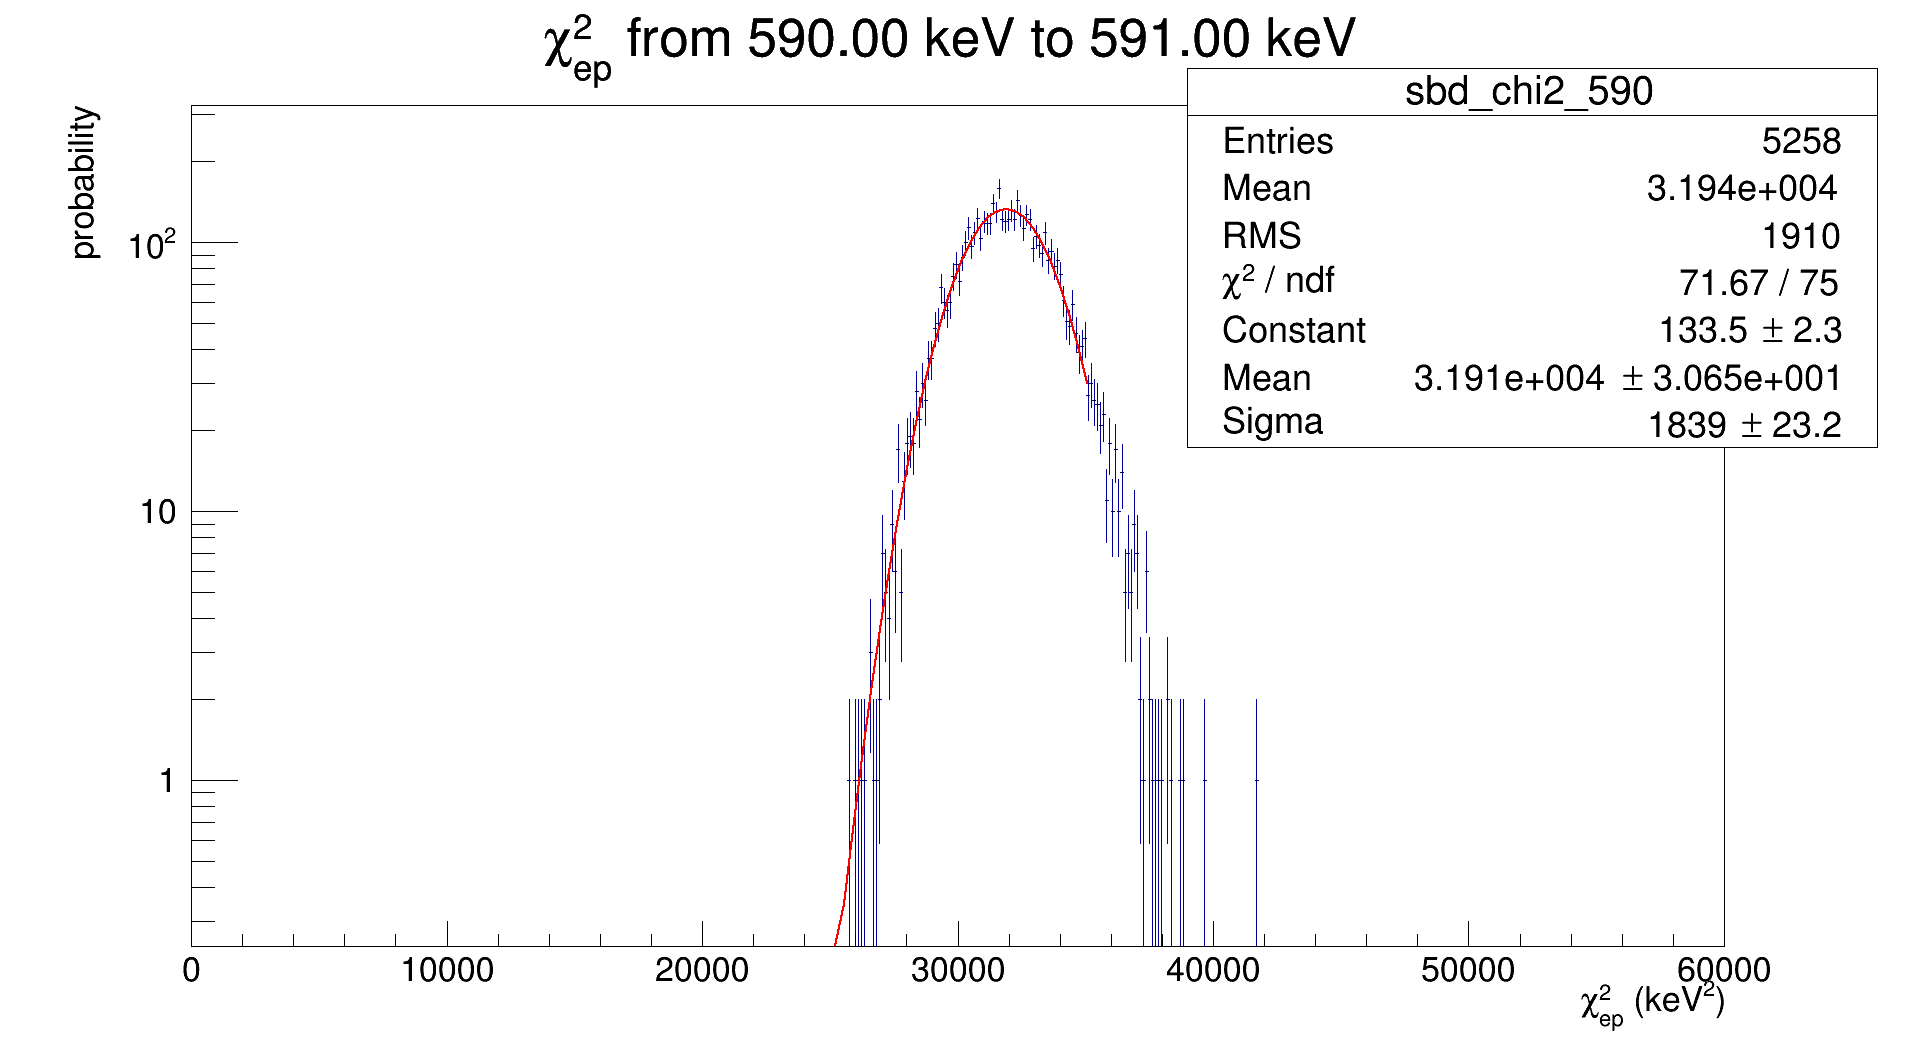 χ²ep from 590.00 keV to 591.00 keV
sbd_chi2_590
Entries 5258
Mean 3.194e+004
RMS 1910
χ² / ndf 71.67 / 75
Constant 133.5 ± 2.3
Mean 3.191e+004 ± 3.065e+001
Sigma 1839 ± 23.2
probability
10²
10
1
0 10000 20000 30000 40000 50000 60000
χ²ep (keV²)